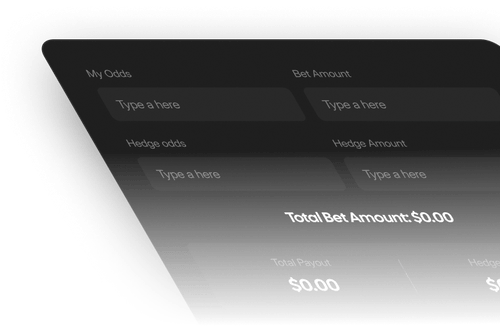 My Odds Bet Amount
Type a here Type a here
Hedge odds Hedge Amount
Type a here Type a here
Total Bet Amount: $0.00
Total Payout Hedge
$0.00